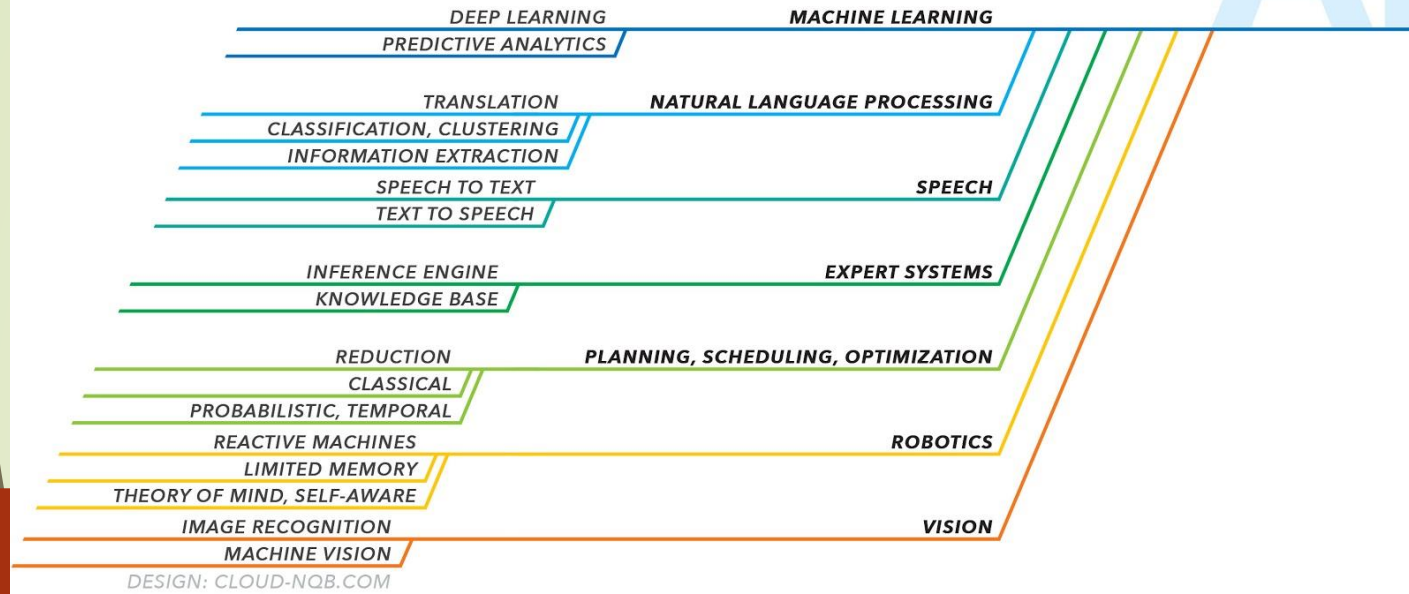 DEEP LEARNING MACHINE LEARNING
PREDICTIVE ANALYTICS
TRANSLATION NATURAL LANGUAGE PROCESSING
CLASSIFICATION, CLUSTERING
INFORMATION EXTRACTION
SPEECH TO TEXT SPEECH
TEXT TO SPEECH
INFERENCE ENGINE EXPERT SYSTEMS
KNOWLEDGE BASE
REDUCTION PLANNING, SCHEDULING, OPTIMIZATION
CLASSICAL
PROBABILISTIC, TEMPORAL
REACTIVE MACHINES ROBOTICS
LIMITED MEMORY
THEORY OF MIND, SELF-AWARE
IMAGE RECOGNITION VISION
MACHINE VISION
DESIGN: CLOUD-NQB.COM